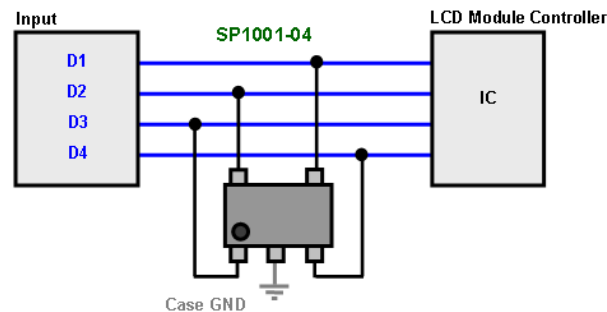 Input
LCD Module Controller
SP1001-04
D1
D2
D3
D4
IC
Case GND